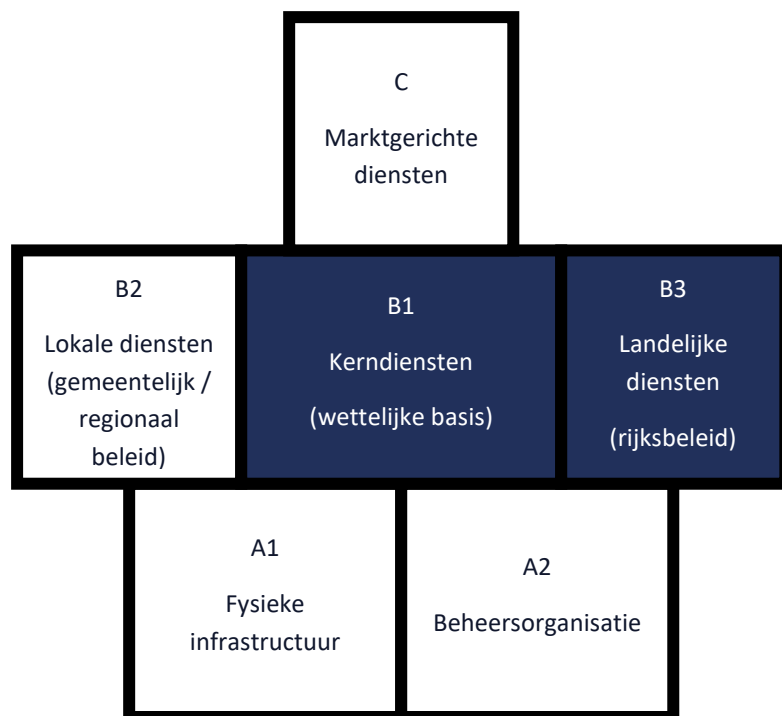 C
Marktgerichte
diensten
B2
Lokale diensten
(gemeentelijk /
regionaal
beleid)
B1
Kerndiensten
(wettelijke basis)
B3
Landelijke
diensten
(rijksbeleid)
A1
Fysieke
infrastructuur
A2
Beheersorganisatie